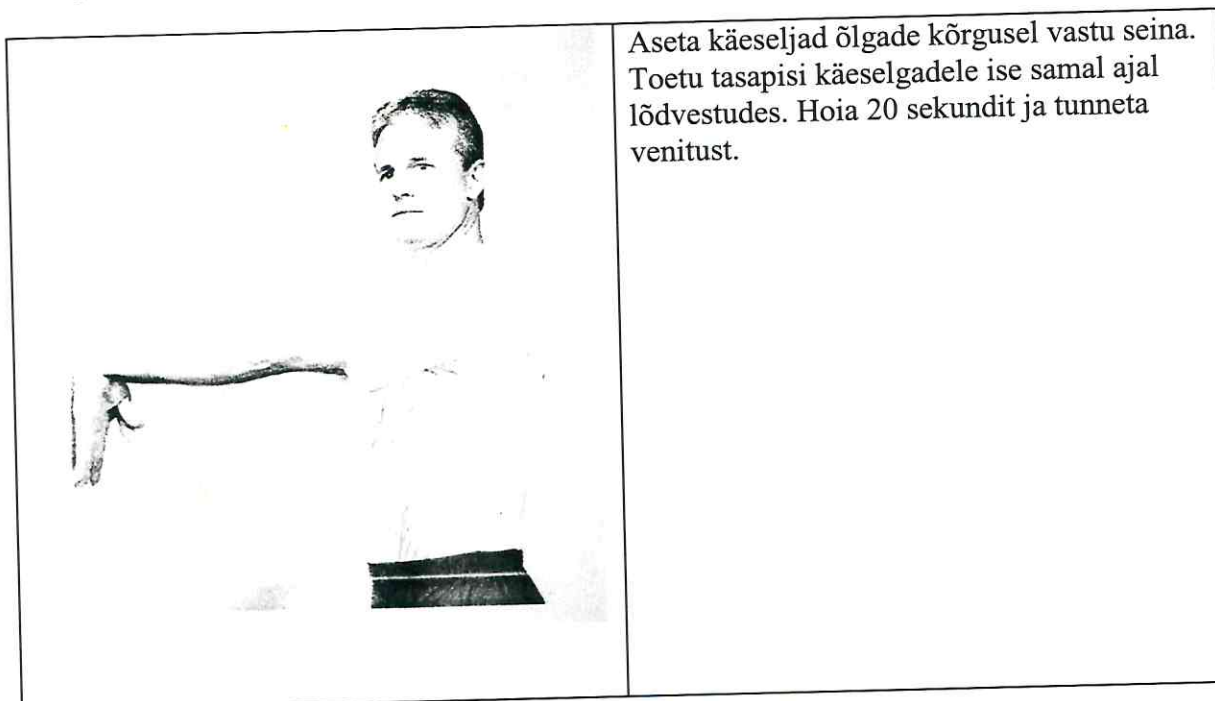 Aseta käeseljad õlgade kõrgusel vastu seina.
Toetu tasapisi käeselgadele ise samal ajal
lõdvestudes. Hoia 20 sekundit ja tunneta
venitust.